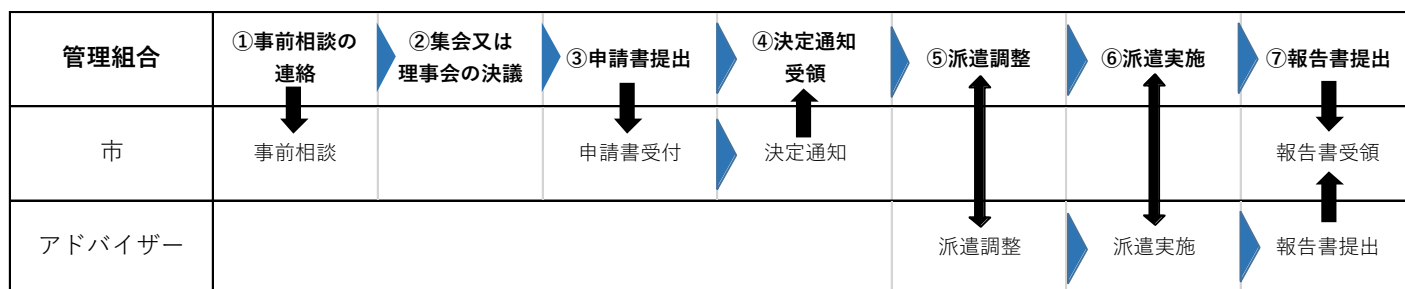 管理組合
①事前相談の
連絡
②集会又は
理事会の決議
③申請書提出
④決定通知
受領
⑤派遣調整
⑥派遣実施
⑦報告書提出
市
事前相談
申請書受付
決定通知
報告書受領
アドバイザー
派遣調整
派遣実施
報告書提出